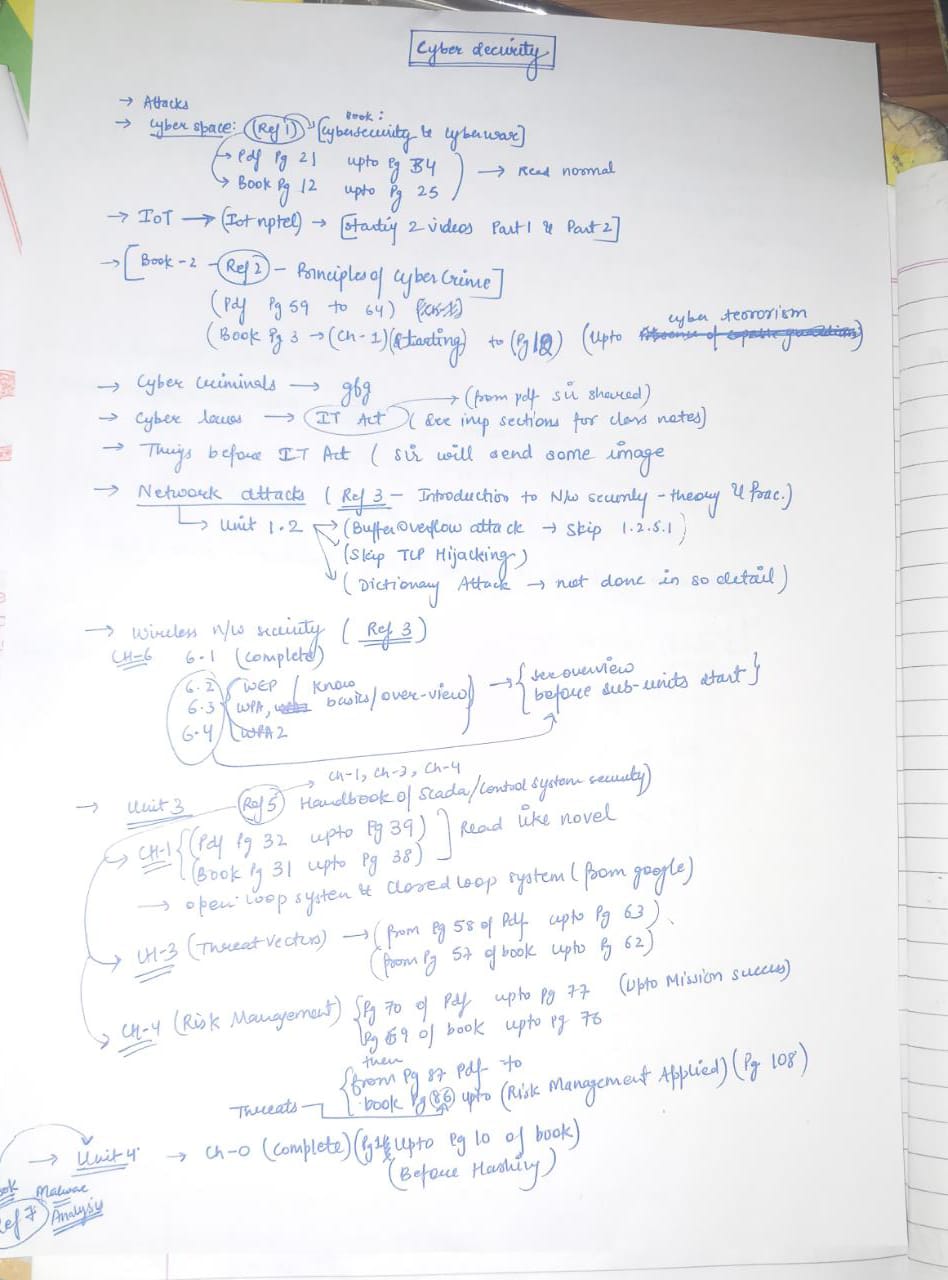 Cyber Security
→ Attacks
→ Cyber space: (Ref 1) → Book: [Cybersecurity & Cyberwar]
→ Pdf Pg 21 upto Pg 34
→ Book Pg 12 upto Pg 25 → Read normal
→ IoT → (Iot nptel) → [Starting 2 videos Part 1 & Part 2]
→ [Book-2 - Ref 2 - Principles of Cyber Crime]
(Pdf Pg 59 to 64)
(Book Pg 3 → (Ch-1) (Starting) to (Pg 12) (Upto cyber terrorism
→ Cyber Criminals → gfg
→ (from pdf sir shared)
→ Cyber laws → IT Act (See imp sections for class notes)
→ Things before IT Act (Sir will send some image
→ Network attacks (Ref 3 - Introduction to N/w security - theory & Prac.)
→ Unit 1.2 → (Buffer Overflow attack → Skip 1.2.5.1)
(Skip TCP Hijacking)
(Dictionary Attack → not done in so detail)
→ Wireless n/w security (Ref 3)
CH-6 6.1 (complete)
6.2 WEP
6.3 WPA, Know basics/over-view → {see overview before sub-units start}
6.4 WPA2
→ Ch-1, Ch-3, Ch-4
→ Unit 3 (Ref 5) Handbook of Scada/Control system security)
→ CH-1 {(Pdf Pg 32 upto Pg 39)
(Book Pg 31 upto Pg 38)] Read like novel
→ open-loop system & Closed loop system (from google)
→ CH-3 (Threat Vectors) → (from Pg 58 of Pdf upto Pg 63)
(from Pg 57 of book upto Pg 62)
→ CH-4 (Risk Management) {Pg 70 of Pdf upto Pg 77 (Upto Mission success)
Pg 69 of book upto Pg 76
then
{from Pg 87 Pdf to
Threats book Pg (86) upto (Risk Management Applied) (Pg 108)
→ Unit 4 → Ch-0 (Complete) (Upto Pg 10 of book)
(Before Hashing)
Malware
Analysis